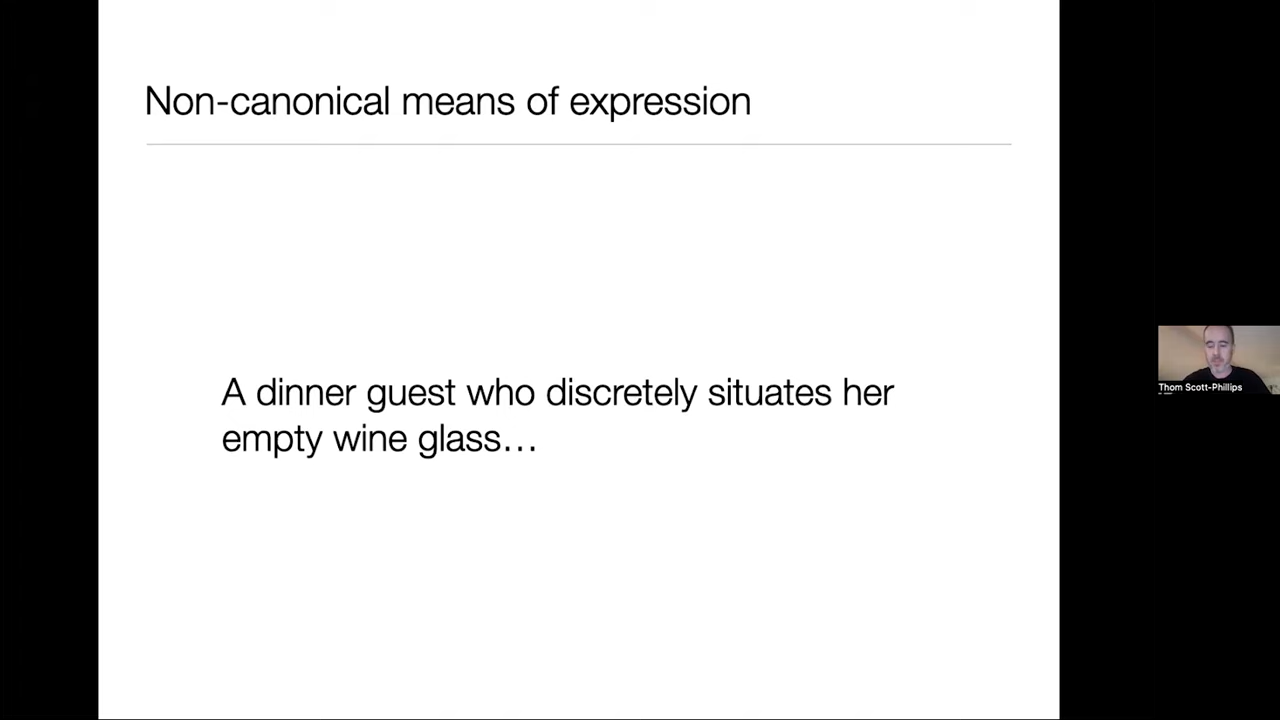 Non-canonical means of expression
A dinner guest who discretely situates her
empty wine glass…
Thom Scott-Phillips